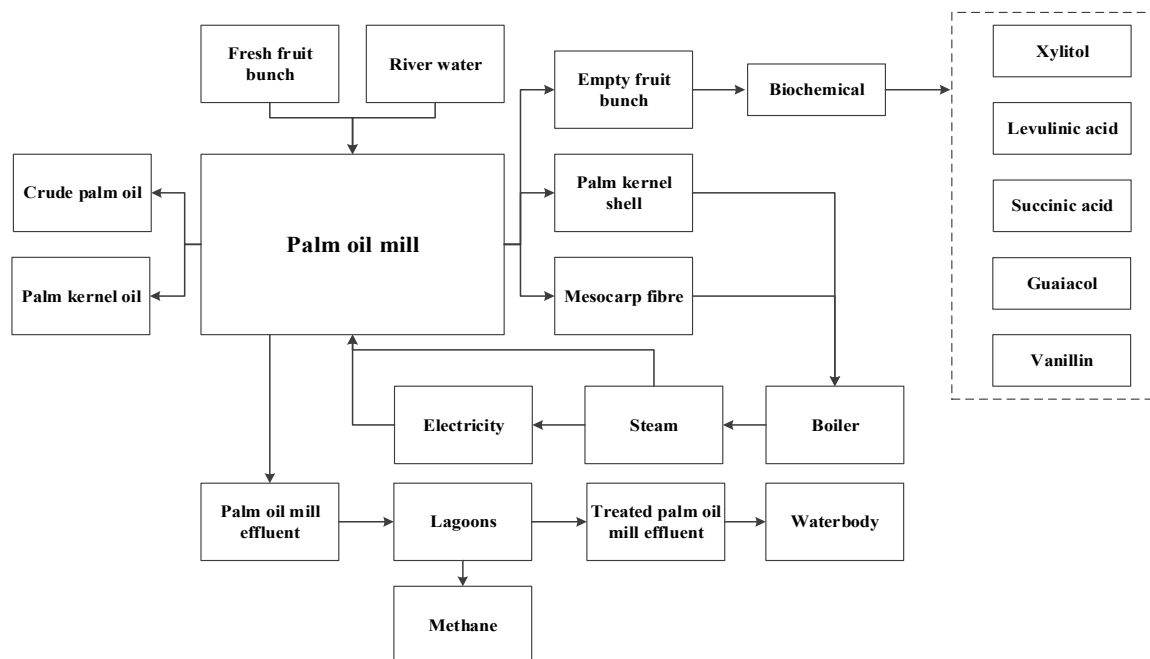 Fresh fruit
bunch
River water
Empty fruit
bunch
Biochemical
Xylitol
Levulinic acid
Succinic acid
Guaiacol
Vanillin
Crude palm oil
Palm kernel oil
Palm oil mill
Palm kernel
shell
Mesocarp fibre
Electricity
Steam
Boiler
Palm oil mill
effluent
Lagoons
Treated palm oil
mill effluent
Waterbody
Methane